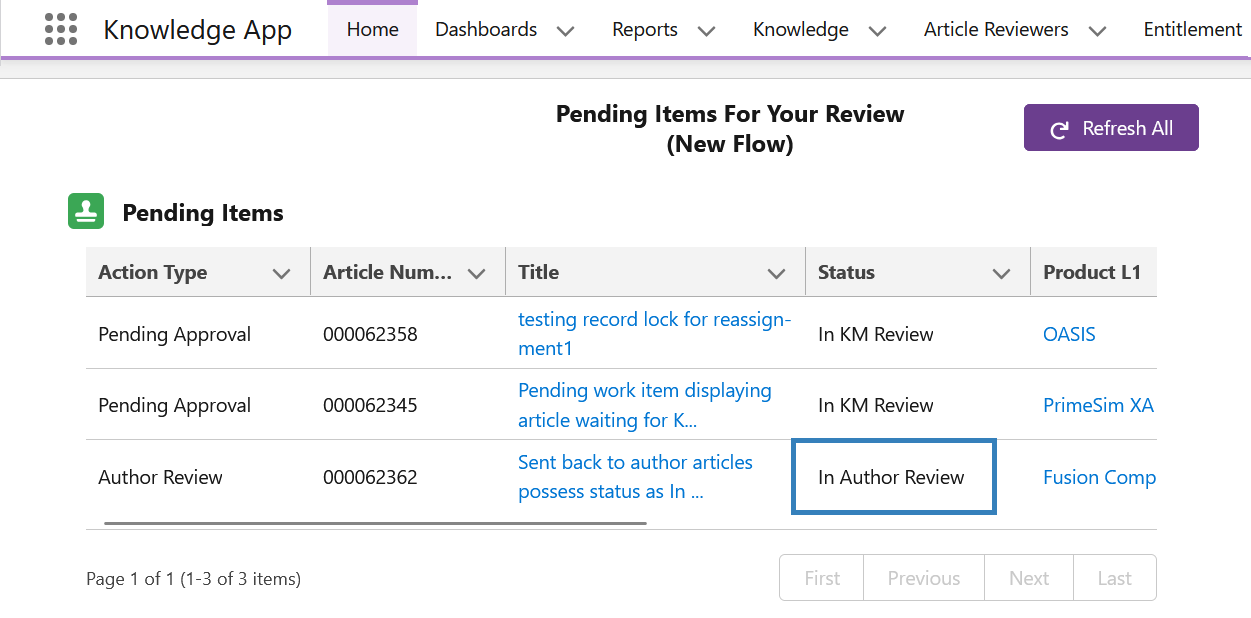 Knowledge App Home Dashboards Reports Knowledge Article Reviewers Entitlement
Pending Items For Your Review
(New Flow)
Refresh All
Pending Items
Action Type Article Num... Title Status Product L1
Pending Approval 000062358 testing record lock for reassign-
ment1 In KM Review OASIS
Pending Approval 000062345 Pending work item displaying
article waiting for K... In KM Review PrimeSim XA
Author Review 000062362 Sent back to author articles
possess status as In ... In Author Review Fusion Comp
Page 1 of 1 (1-3 of 3 items) First Previous Next Last